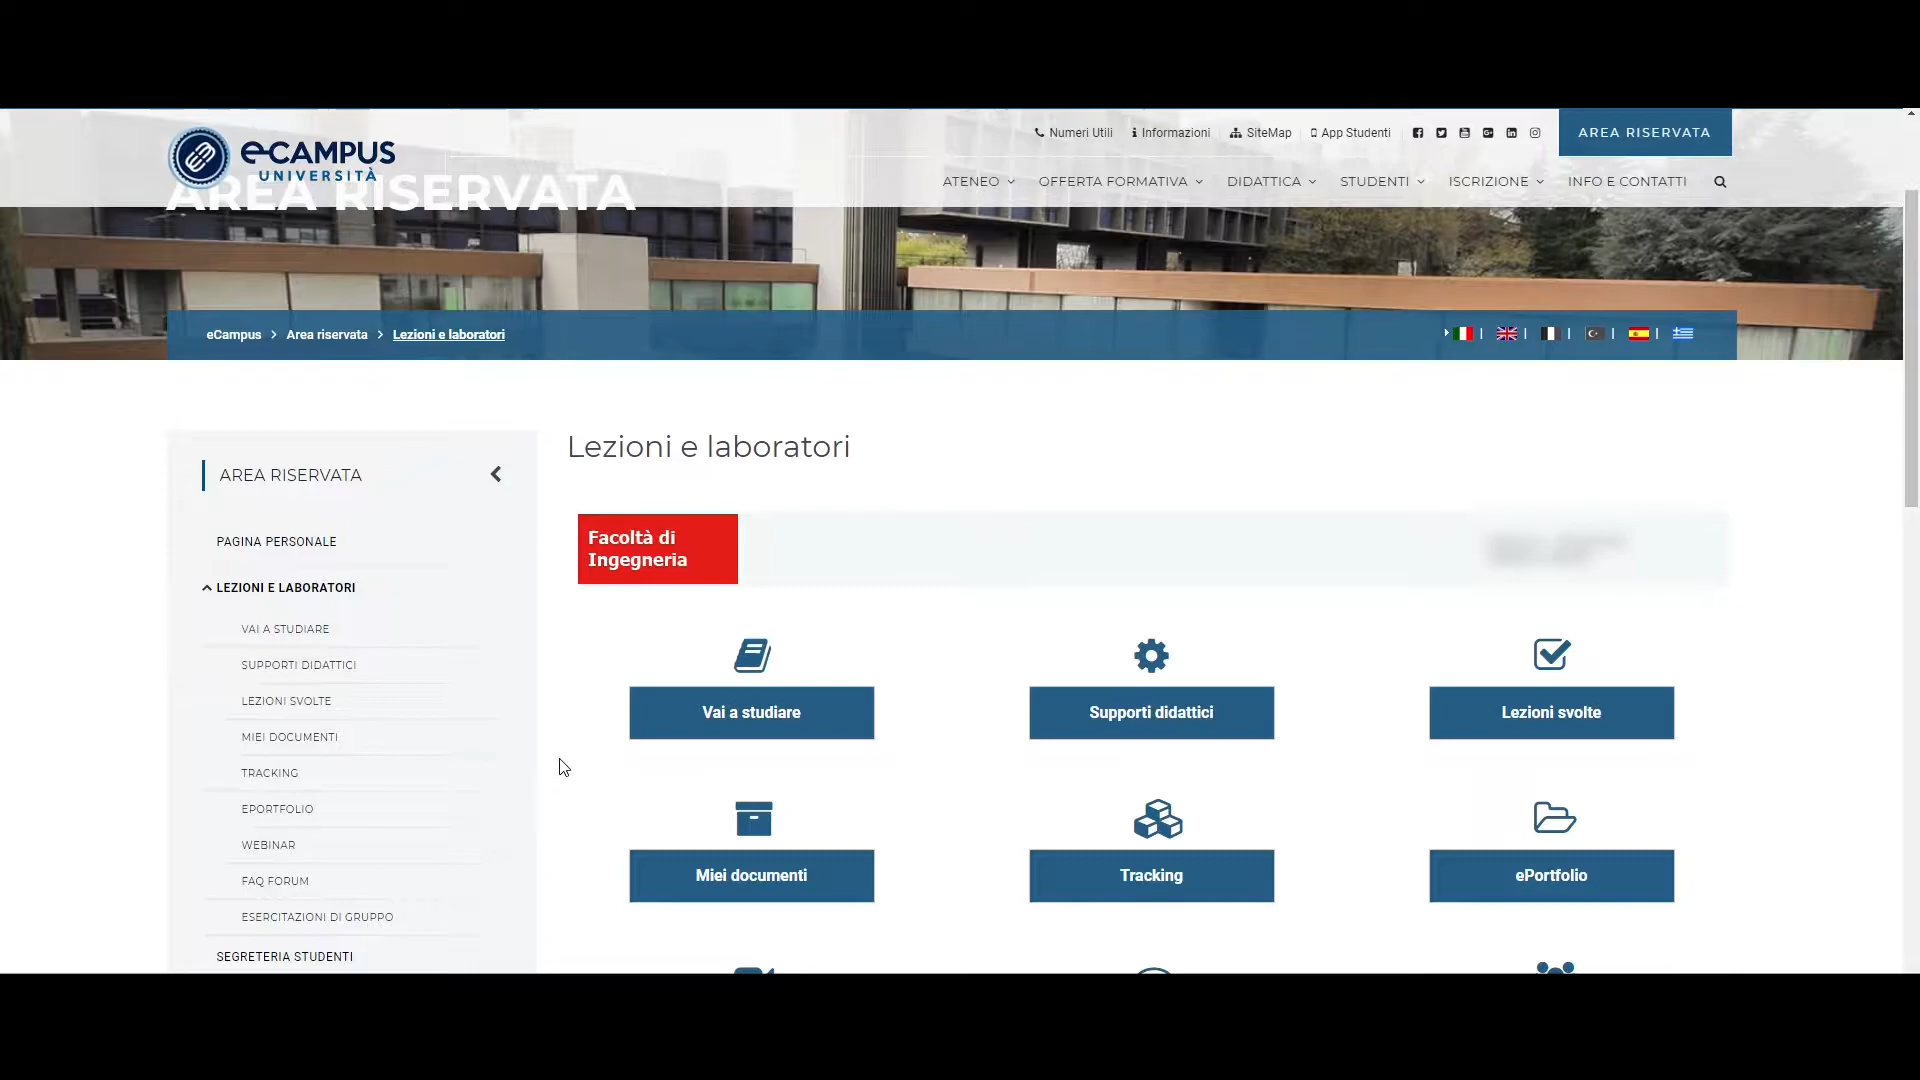 Numeri Utili
Informazioni
SiteMap
App Studenti
AREA RISERVATA
e-CAMPUS
UNIVERSITÀ
AREA RISERVATA
ATENEO
OFFERTA FORMATIVA
DIDATTICA
STUDENTI
ISCRIZIONE
INFO E CONTATTI
eCampus > Area riservata > Lezioni e laboratori
AREA RISERVATA
PAGINA PERSONALE
LEZIONI E LABORATORI
VAI A STUDIARE
SUPPORTI DIDATTICI
LEZIONI SVOLTE
MIEI DOCUMENTI
TRACKING
EPORTFOLIO
WEBINAR
FAQ FORUM
ESERCITAZIONI DI GRUPPO
SEGRETERIA STUDENTI
Lezioni e laboratori
Facoltà di
Ingegneria
Vai a studiare
Supporti didattici
Lezioni svolte
Miei documenti
Tracking
ePortfolio